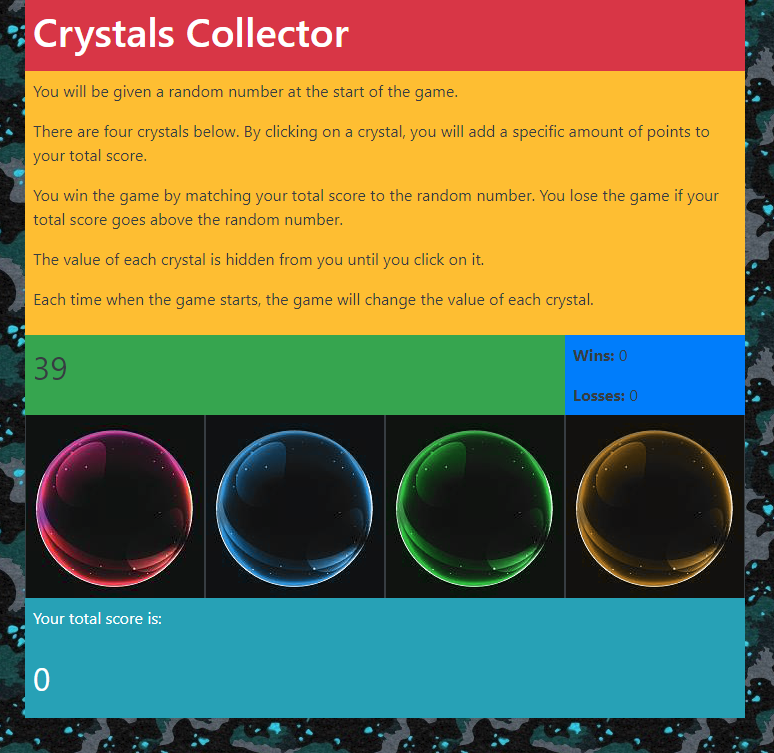 Crystals Collector
You will be given a random number at the start of the game.
There are four crystals below. By clicking on a crystal, you will add a specific amount of points to
your total score.
You win the game by matching your total score to the random number. You lose the game if your
total score goes above the random number.
The value of each crystal is hidden from you until you click on it.
Each time when the game starts, the game will change the value of each crystal.
39
Wins: 0
Losses: 0
Your total score is:
0